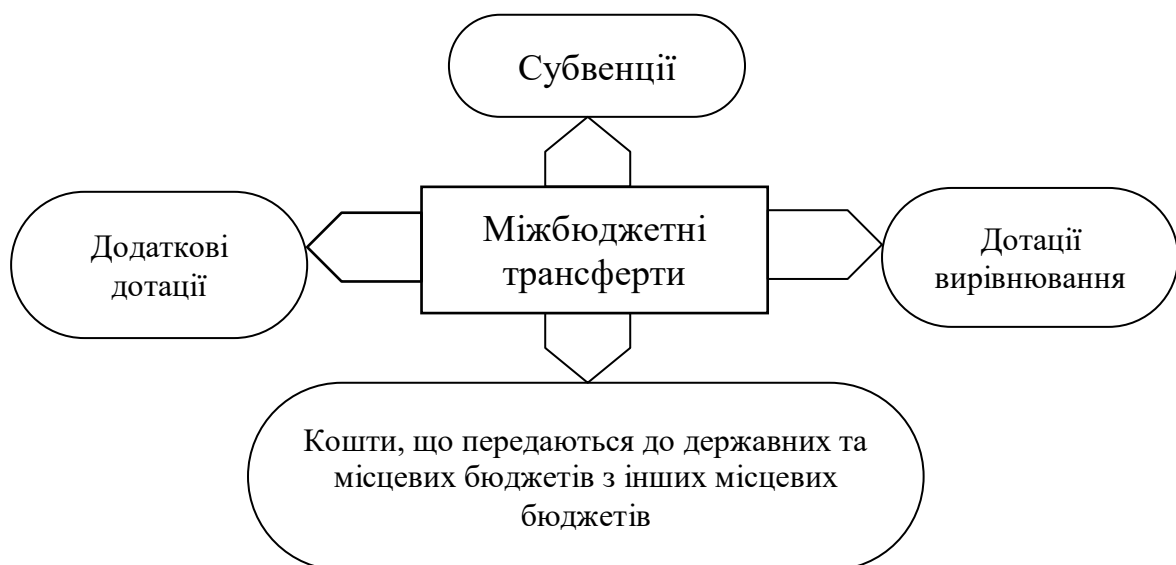 Субвенції
Додаткові
дотації
Міжбюджетні
трансферти
Дотації
вирівнювання
Кошти, що передаються до державних та
місцевих бюджетів з інших місцевих
бюджетів